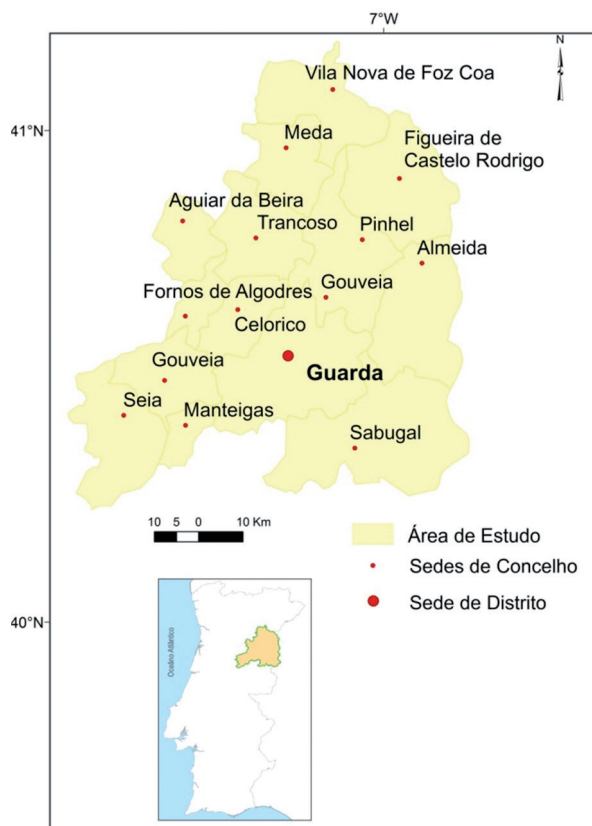 7°W
N
Vila Nova de Foz Coa
41°N
Meda
Figueira de
Castelo Rodrigo
Aguiar da Beira
Trancoso
Pinhel
Almeida
Gouveia
Fornos de Algodres
Celorico
Gouveia
Guarda
Seia
Manteigas
Sabugal
10 5 0 10 Km
Área de Estudo
Sedes de Concelho
Sede de Distrito
40°N
Oceâno Atlântico